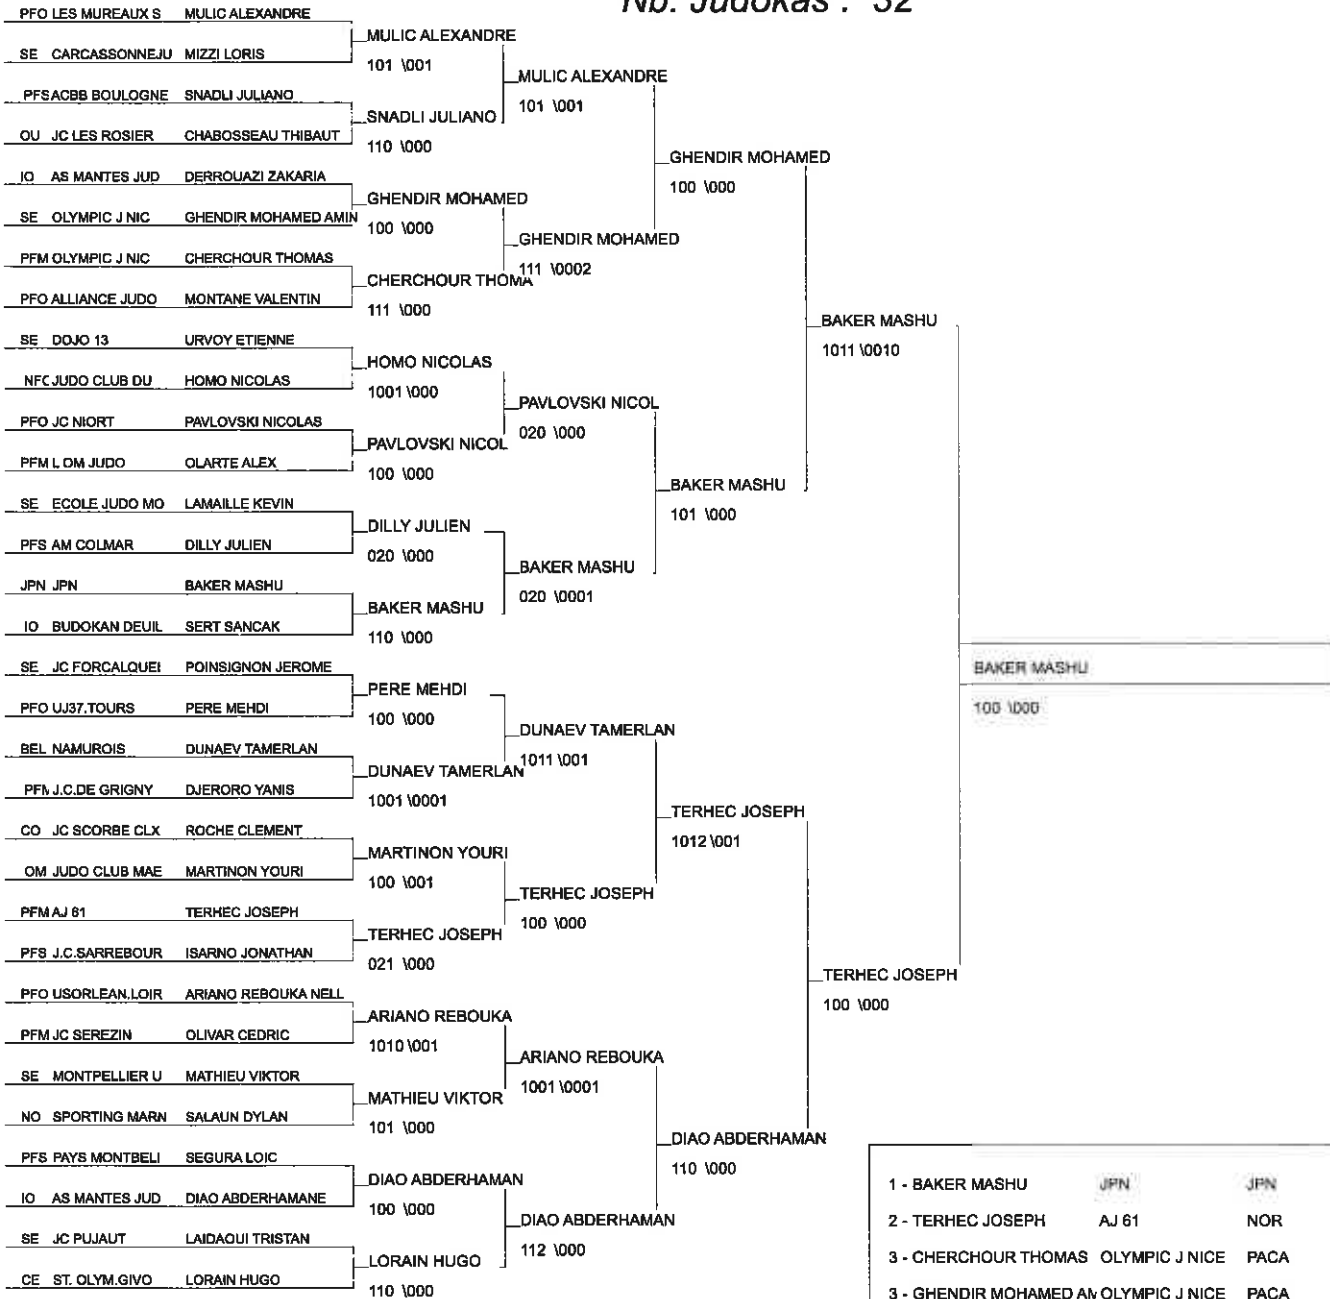 Nb. Judokas : 32
PFO LES MUREAUX S MULIC ALEXANDRE
SE CARCASSONNEJU MIZZI LORIS
PFS ACBB BOULOGNE SNADLI JULIANO
OU JC LES ROSIER CHABOSSEAU THIBAUT
IO AS MANTES JUD DERROUAZI ZAKARIA
SE OLYMPIC J NIC GHENDIR MOHAMED AMIN
PFM OLYMPIC J NIC CHERCHOUR THOMAS
PFO ALLIANCE JUDO MONTANE VALENTIN
SE DOJO 13 URVOY ETIENNE
NFC JUDO CLUB DU HOMO NICOLAS
PFO JC NIORT PAVLOVSKI NICOLAS
PFM L OM JUDO OLARTE ALEX
SE ECOLE JUDO MO LAMAILLE KEVIN
PFS AM COLMAR DILLY JULIEN
JPN JPN BAKER MASHU
IO BUDOKAN DEUIL SERT SANCAK
SE JC FORCALQUEI POINSIGNON JEROME
PFO UJ37.TOURS PERE MEHDI
BEL NAMUROIS DUNAEV TAMERLAN
PFM J.C.DE GRIGNY DJERORO YANIS
CO JC SCORBE CLX ROCHE CLEMENT
OM JUDO CLUB MAE MARTINON YOURI
PFM AJ 61 TERHEC JOSEPH
PFS J.C.SARREBOUR ISARNO JONATHAN
PFO USORLEAN.LOIR ARIANO REBOUKA NELL
PFM JC SEREZIN OLIVAR CEDRIC
SE MONTPELLIER U MATHIEU VIKTOR
NO SPORTING MARN SALAUN DYLAN
PFS PAYS MONTBELI SEGURA LOIC
IO AS MANTES JUD DIAO ABDERHAMANE
SE JC PUJAUT LAIDAOUI TRISTAN
CE ST. OLYM.GIVO LORAIN HUGO
MULIC ALEXANDRE
101 \001
SNADLI JULIANO
110 \000
GHENDIR MOHAMED
100 \000
CHERCHOUR THOMA
111 \000
HOMO NICOLAS
1001 \000
PAVLOVSKI NICOL
100 \000
DILLY JULIEN
020 \000
BAKER MASHU
110 \000
PERE MEHDI
100 \000
DUNAEV TAMERLAN
1001 \0001
MARTINON YOURI
100 \001
TERHEC JOSEPH
021 \000
ARIANO REBOUKA
1010 \001
MATHIEU VIKTOR
101 \000
DIAO ABDERHAMAN
100 \000
LORAIN HUGO
110 \000
MULIC ALEXANDRE
101 \001
GHENDIR MOHAMED
111 \0002
PAVLOVSKI NICOL
020 \000
BAKER MASHU
020 \0001
DUNAEV TAMERLAN
1011 \001
TERHEC JOSEPH
100 \000
ARIANO REBOUKA
1001 \0001
DIAO ABDERHAMAN
112 \000
GHENDIR MOHAMED
100 \000
BAKER MASHU
101 \000
TERHEC JOSEPH
1012 \001
DIAO ABDERHAMAN
110 \000
BAKER MASHU
1011 \0010
TERHEC JOSEPH
100 \000
BAKER MASHU
100 \000
1 - BAKER MASHU JPN JPN
2 - TERHEC JOSEPH AJ 61 NOR
3 - CHERCHOUR THOMAS OLYMPIC J NICE PACA
3 - GHENDIR MOHAMED AM OLYMPIC J NICE PACA